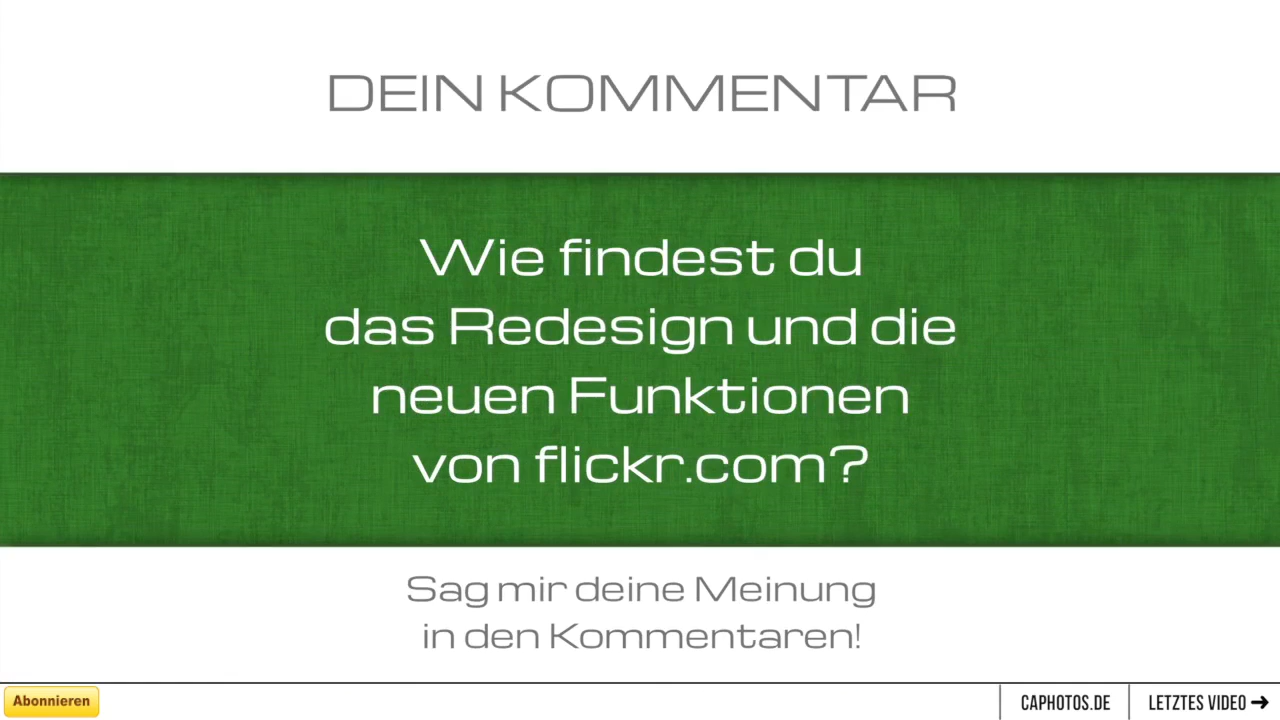 DEIN KOMMENTAR
Wie findest du
das Redesign und die
neuen Funktionen
von flickr.com?
Sag mir deine Meinung
in den Kommentaren!
Abonnieren
CAPHOTOS.DE
LETZTES VIDEO →